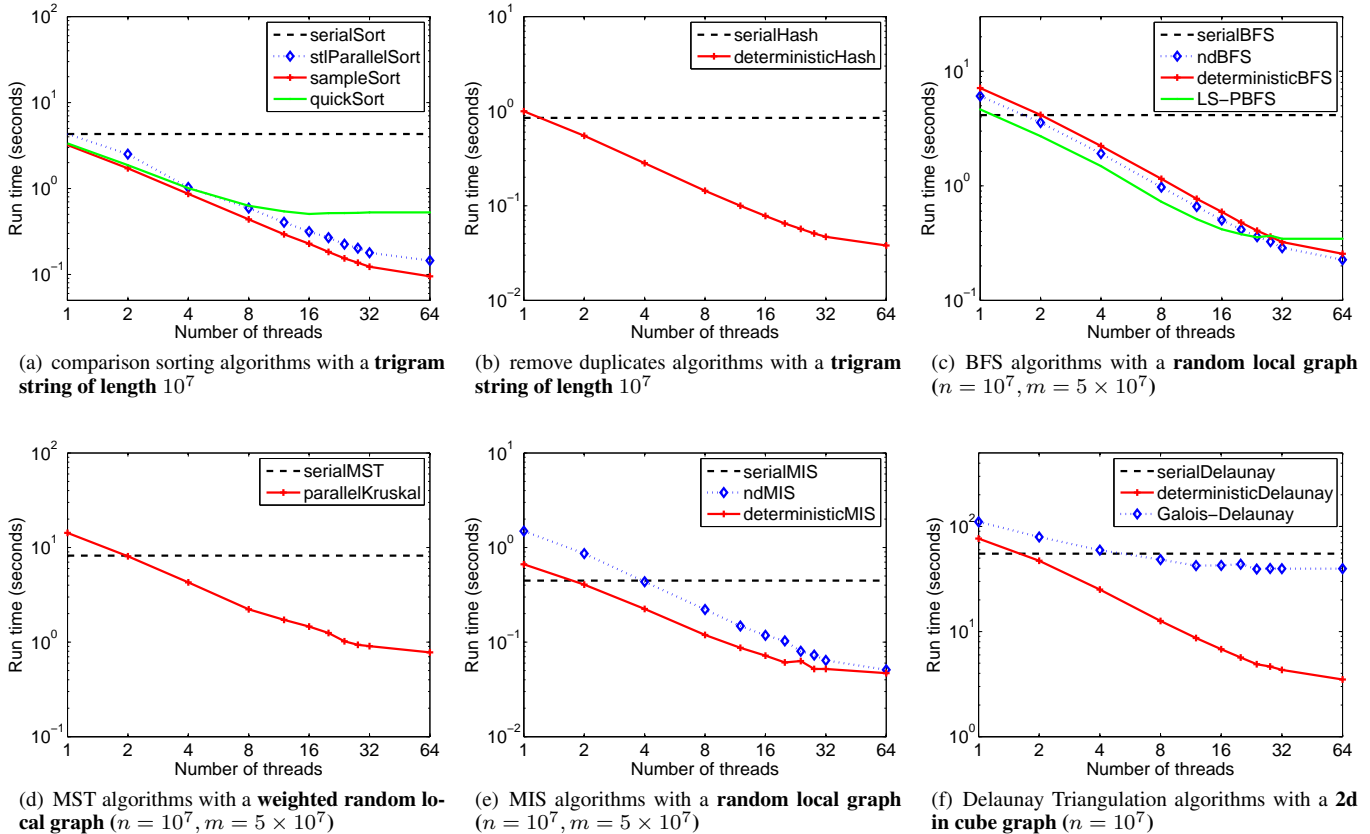 10^2
10^1
10^0
10^-1
Run time (seconds)
1 2 4 8 16 32 64
Number of threads
serialSort
stlParallelSort
sampleSort
quickSort
(a) comparison sorting algorithms with a trigram
string of length 10^7
10^1
10^0
10^-1
10^-2
Run time (seconds)
1 2 4 8 16 32 64
Number of threads
serialHash
deterministicHash
(b) remove duplicates algorithms with a trigram
string of length 10^7
10^1
10^0
10^-1
Run time (seconds)
1 2 4 8 16 32 64
Number of threads
serialBFS
ndBFS
deterministicBFS
LS-PBFS
(c) BFS algorithms with a random local graph
(n = 10^7, m = 5 × 10^7)
10^2
10^1
10^0
10^-1
Run time (seconds)
1 2 4 8 16 32 64
Number of threads
serialMST
parallelKruskal
(d) MST algorithms with a weighted random lo-
cal graph (n = 10^7, m = 5 × 10^7)
10^1
10^0
10^-1
10^-2
Run time (seconds)
1 2 4 8 16 32 64
Number of threads
serialMIS
ndMIS
deterministicMIS
(e) MIS algorithms with a random local graph
(n = 10^7, m = 5 × 10^7)
10^2
10^1
10^0
Run time (seconds)
1 2 4 8 16 32 64
Number of threads
serialDelaunay
deterministicDelaunay
Galois-Delaunay
(f) Delaunay Triangulation algorithms with a 2d
in cube graph (n = 10^7)